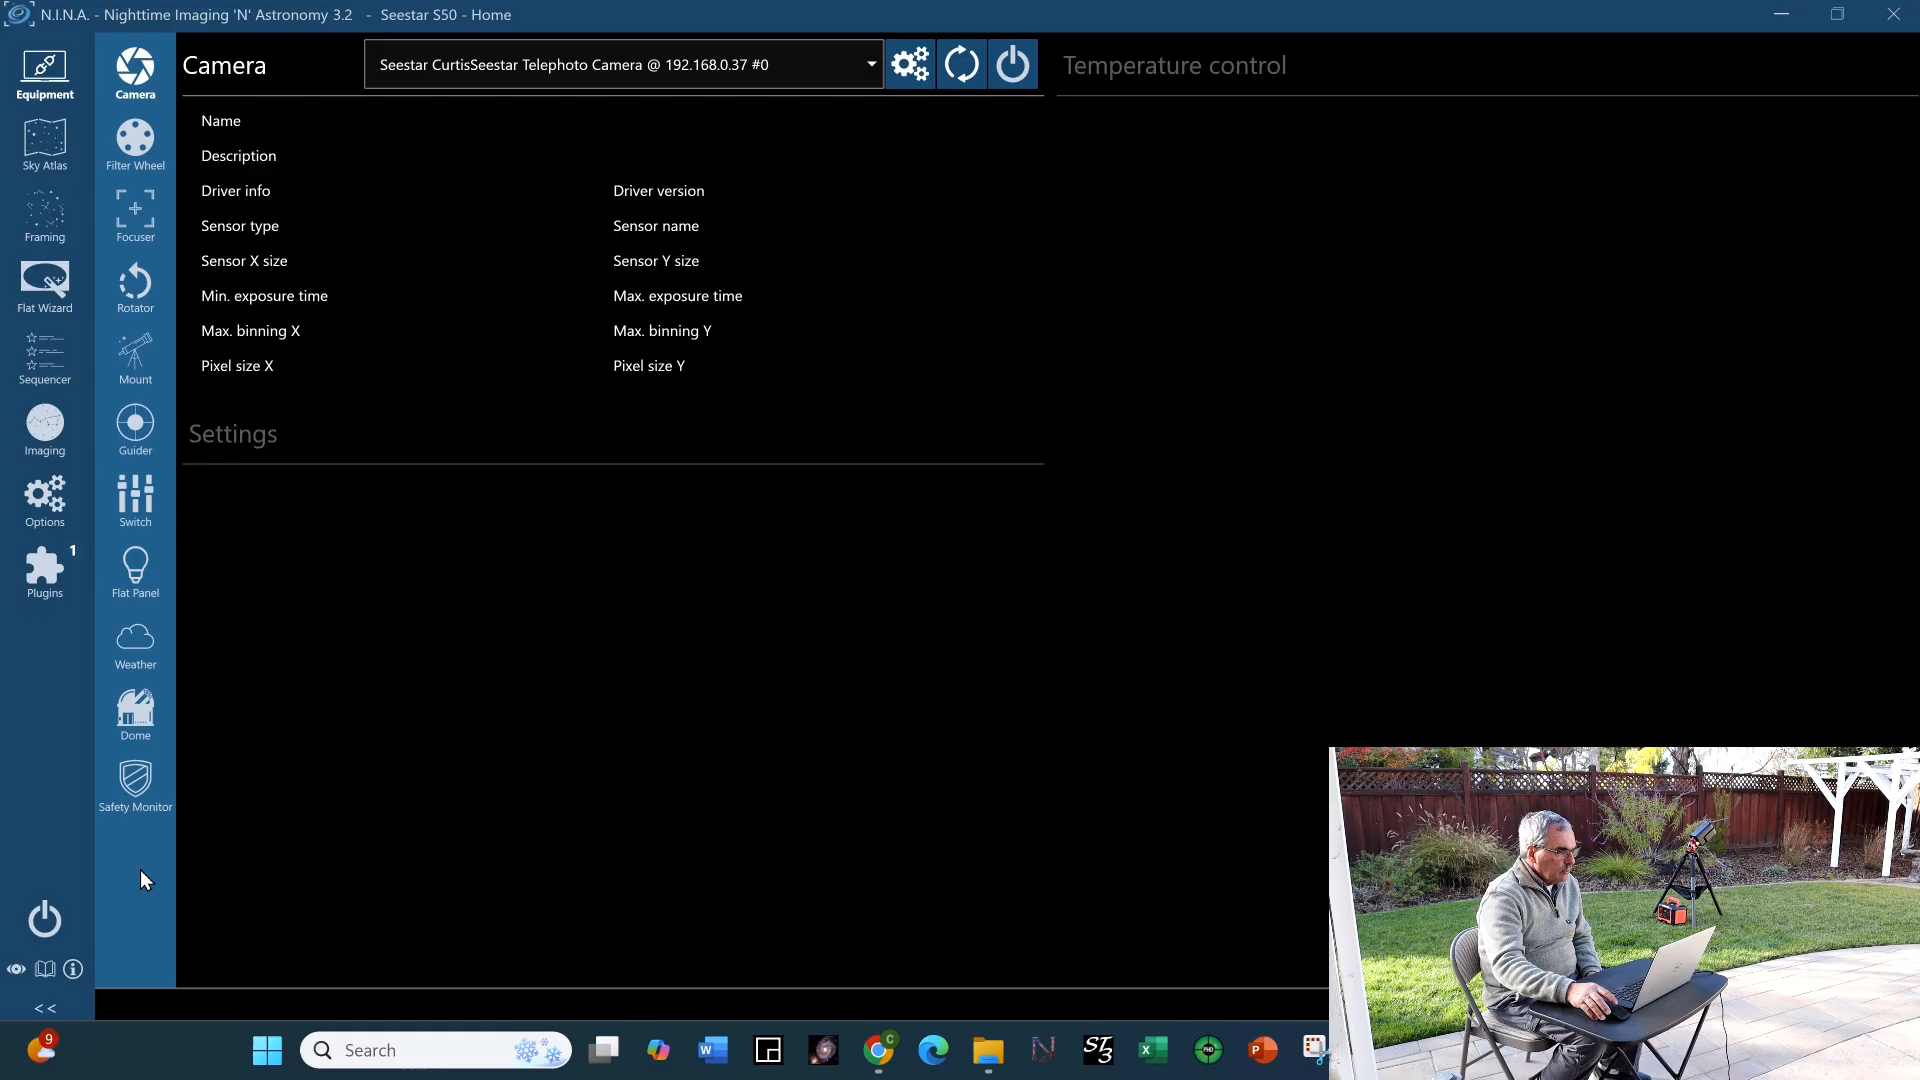 N.I.N.A. - Nighttime Imaging 'N' Astronomy 3.2 - Seestar S50 - Home
Equipment
Sky Atlas
Framing
Flat Wizard
Sequencer
Imaging
Options
1
Plugins
<<
Camera
Filter Wheel
Focuser
Rotator
Mount
Guider
Switch
Flat Panel
Weather
Dome
Safety Monitor
Camera
Seestar CurtisSeestar Telephoto Camera @ 192.168.0.37 #0
Temperature control
Name
Description
Driver info Driver version
Sensor type Sensor name
Sensor X size Sensor Y size
Min. exposure time Max. exposure time
Max. binning X Max. binning Y
Pixel size X Pixel size Y
Settings
9
Search
W
C
N
S3
X
PHD
P